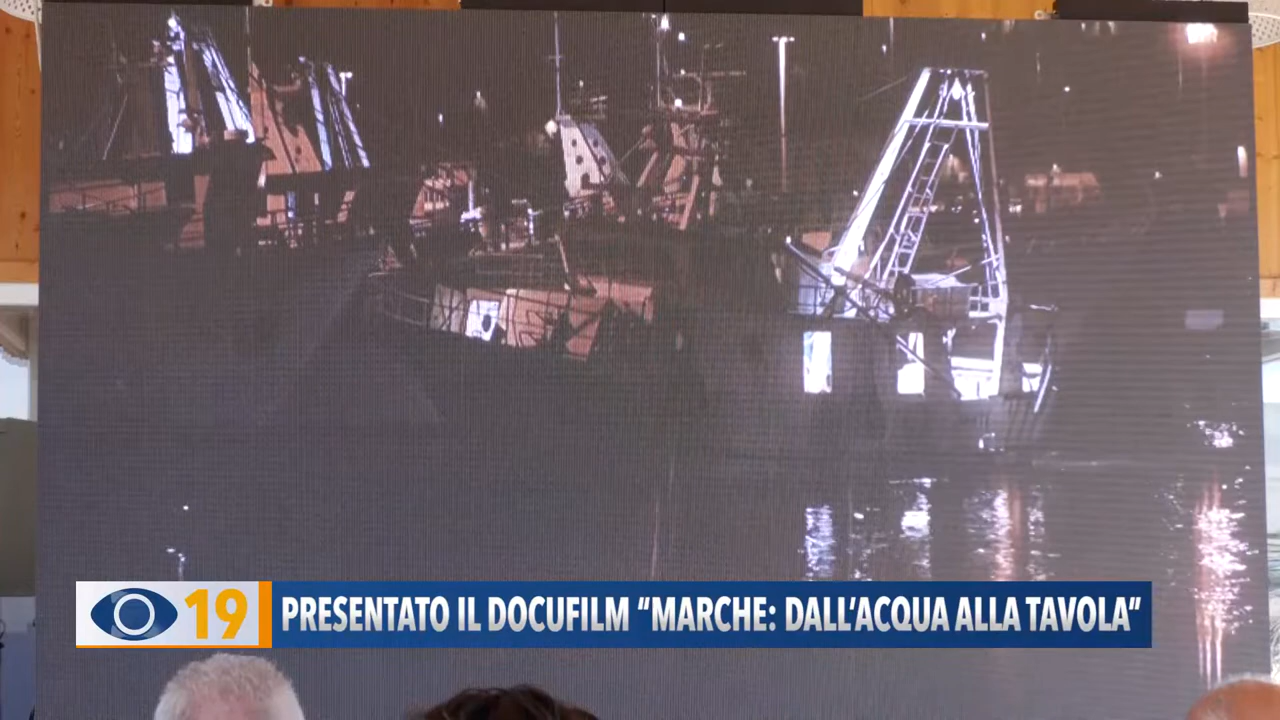 19 PRESENTATO IL DOCUFILM “MARCHE: DALL’ACQUA ALLA TAVOLA”